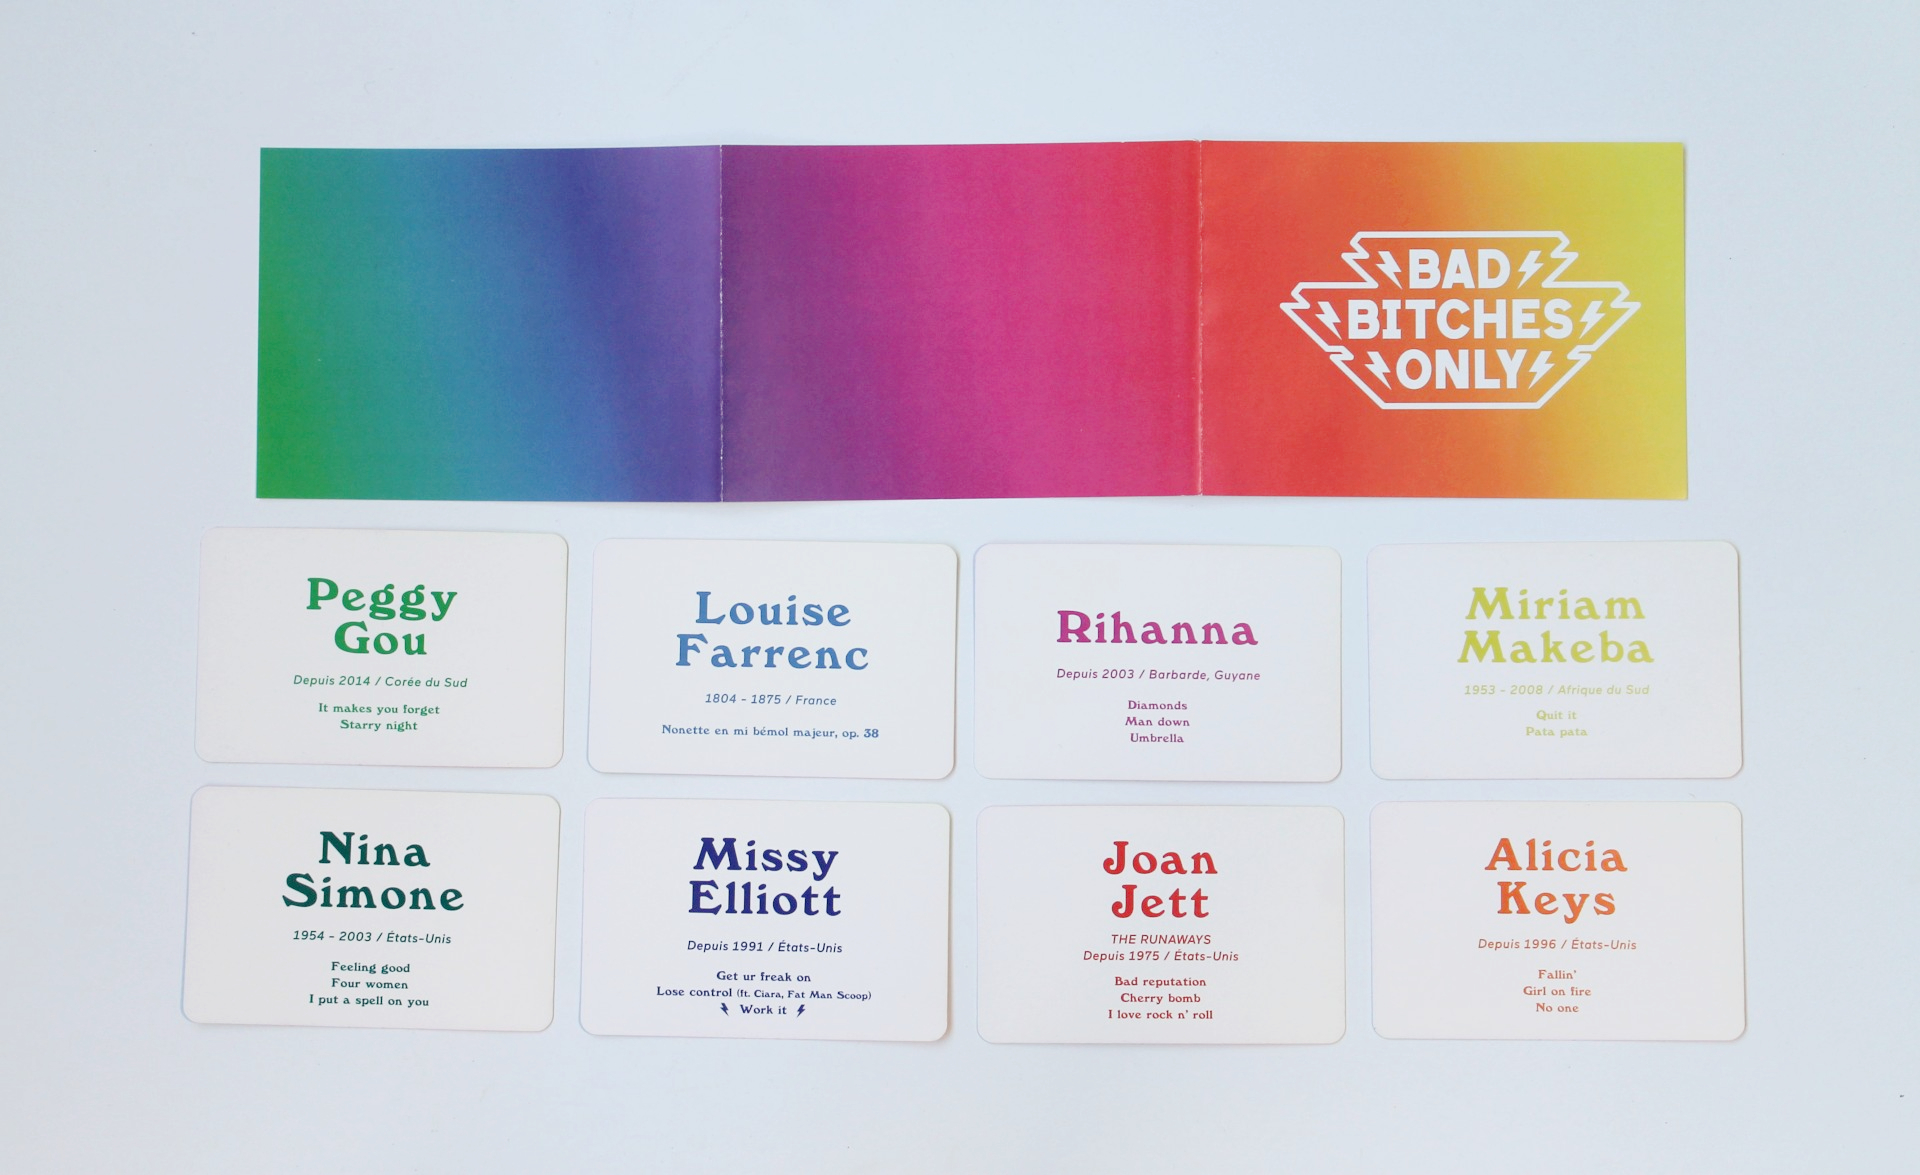 BAD
BITCHES
ONLY
Peggy
Gou
Depuis 2014 / Corée du Sud
It makes you forget
Starry night
Louise
Farrenc
1804 - 1875 / France
Nonette en mi bémol majeur, op. 38
Rihanna
Depuis 2003 / Barbarde, Guyane
Diamonds
Man down
Umbrella
Miriam
Makeba
1953 - 2008 / Afrique du Sud
Quit it
Pata pata
Nina
Simone
1954 - 2003 / États-Unis
Feeling good
Four women
I put a spell on you
Missy
Elliott
Depuis 1991 / États-Unis
Get ur freak on
Lose control (ft. Ciara, Fat Man Scoop)
Work it
Joan
Jett
THE RUNAWAYS
Depuis 1975 / États-Unis
Bad reputation
Cherry bomb
I love rock n' roll
Alicia
Keys
Depuis 1996 / États-Unis
Fallin'
Girl on fire
No one